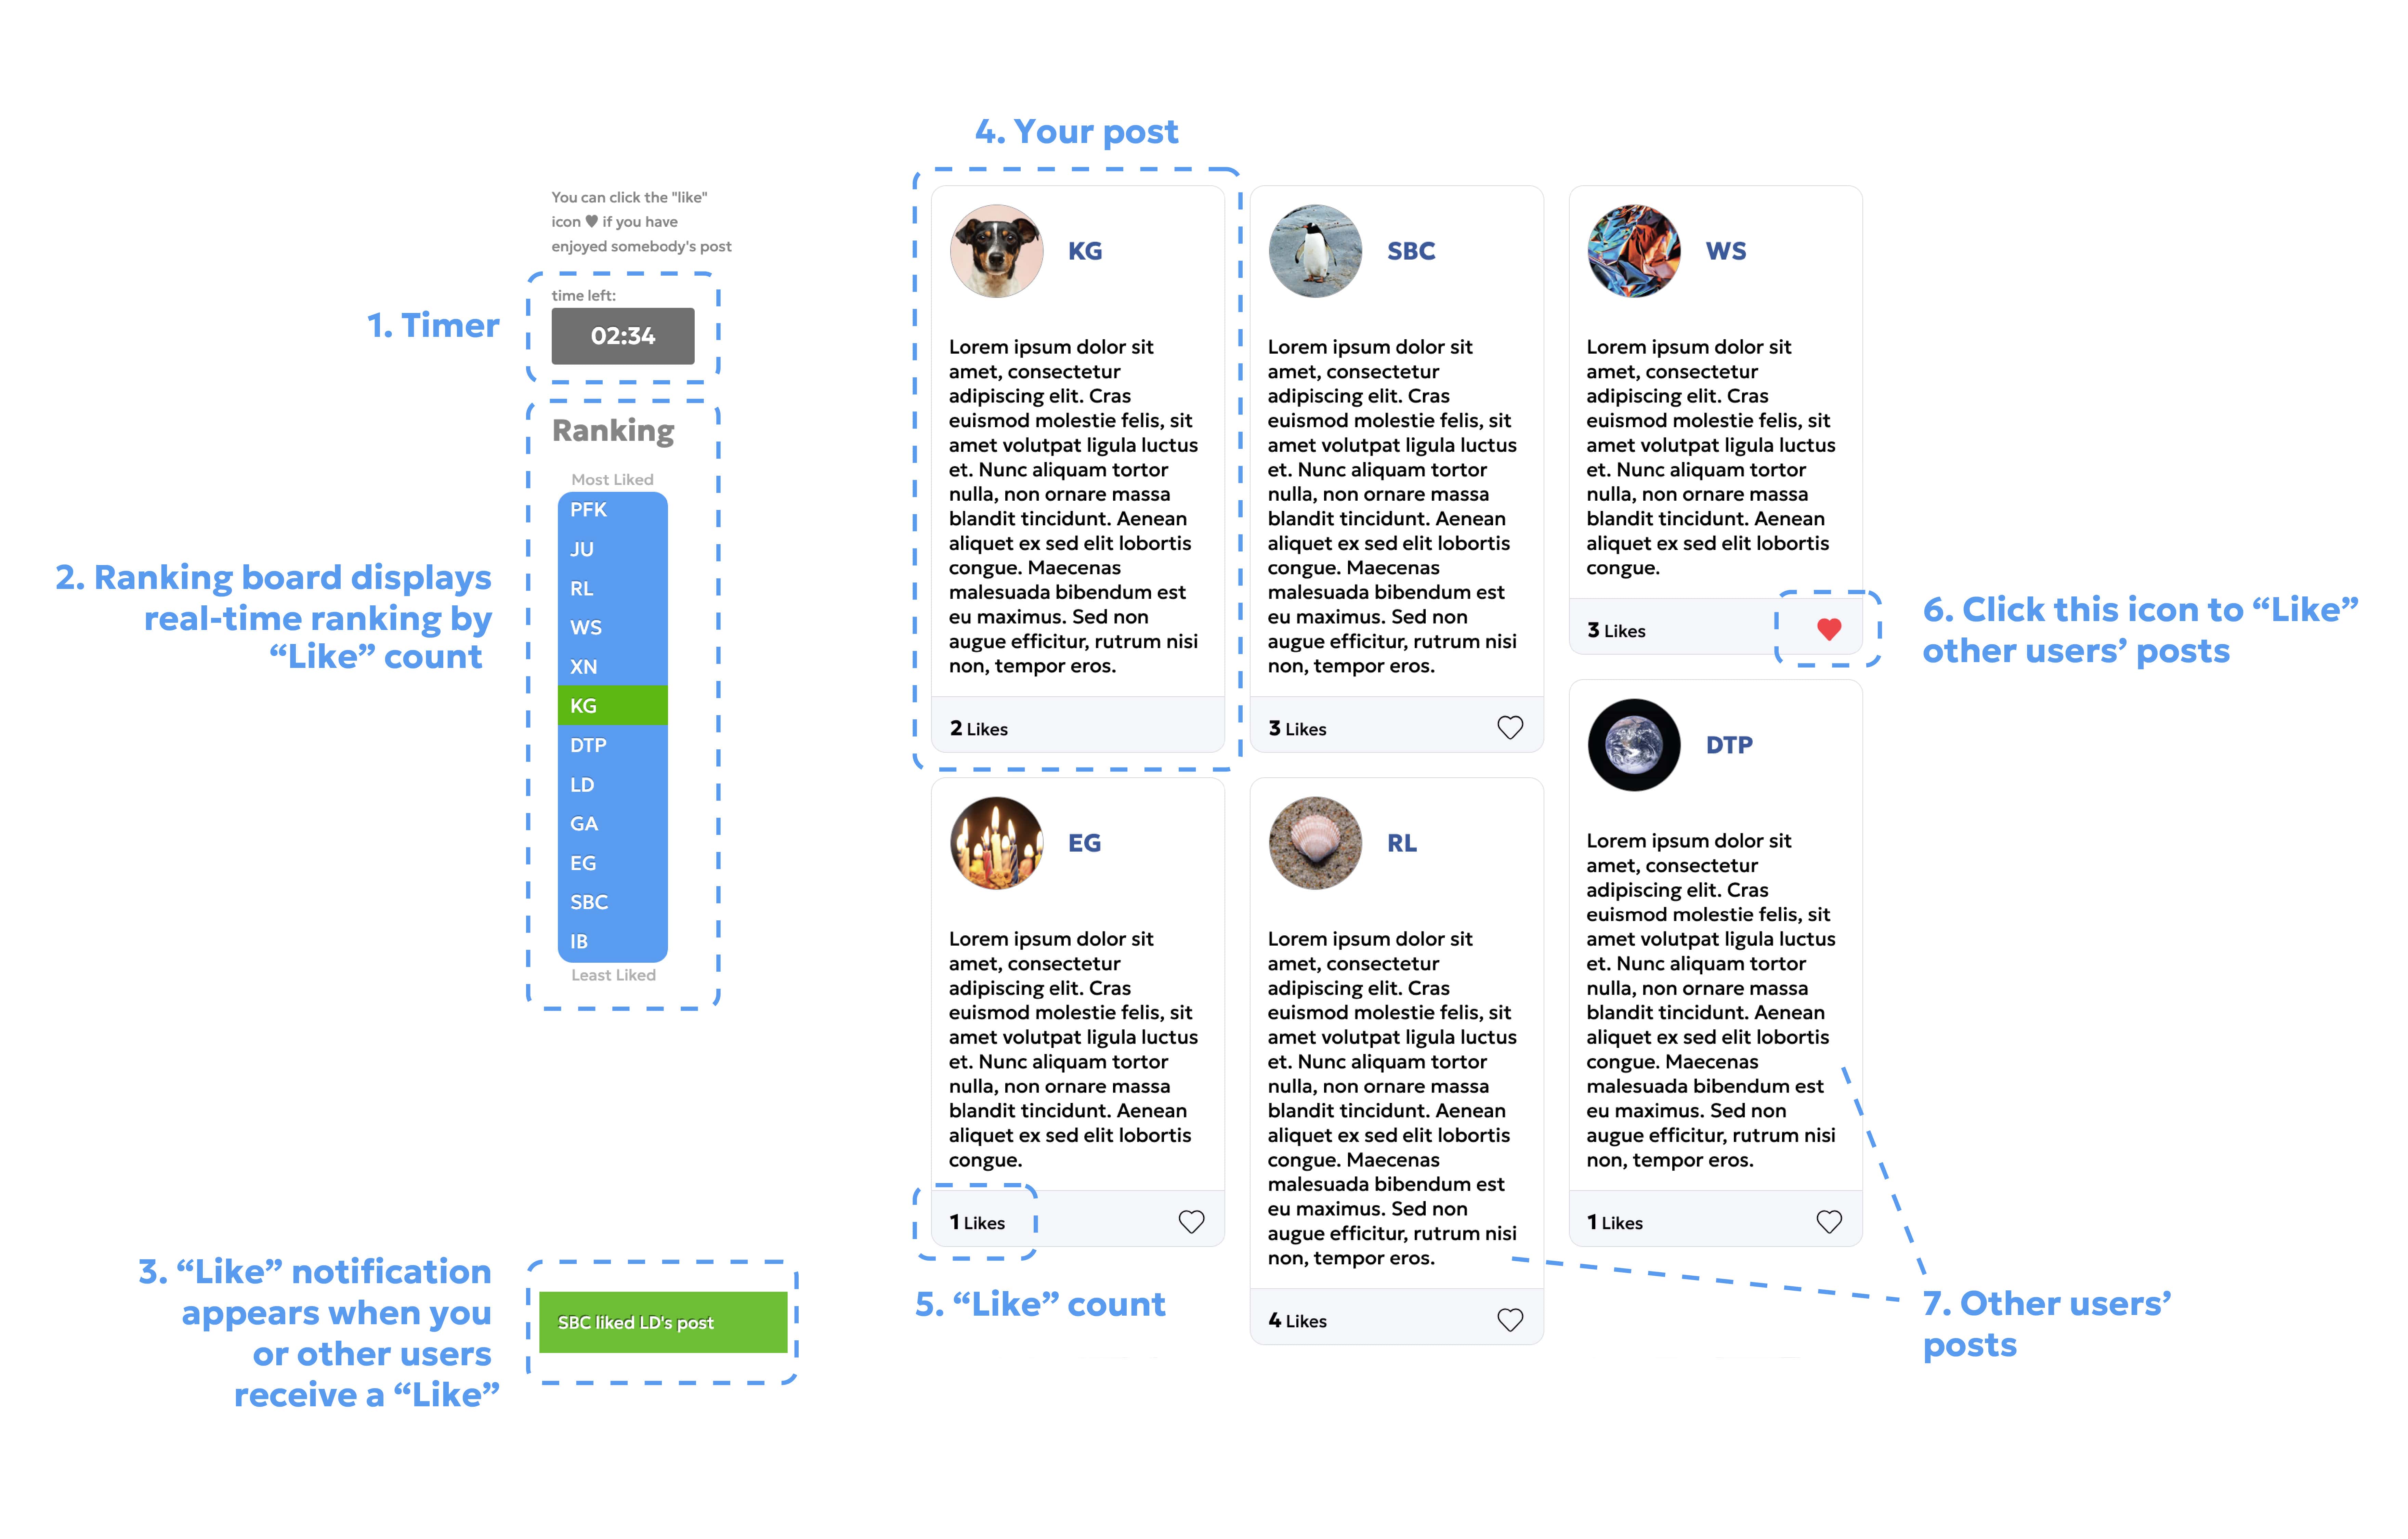 4. Your post
You can click the "like"
icon ♥ if you have
enjoyed somebody's post
1. Timer
time left:
02:34
Ranking
Most Liked
PFK
JU
RL
WS
XN
KG
DTP
LD
GA
EG
SBC
IB
Least Liked
2. Ranking board displays
real-time ranking by
“Like” count
3. “Like” notification
appears when you
or other users
receive a “Like”
SBC liked LD's post
KG
Lorem ipsum dolor sit
amet, consectetur
adipiscing elit. Cras
euismod molestie felis, sit
amet volutpat ligula luctus
et. Nunc aliquam tortor
nulla, non ornare massa
blandit tincidunt. Aenean
aliquet ex sed elit lobortis
congue. Maecenas
malesuada bibendum est
eu maximus. Sed non
augue efficitur, rutrum nisi
non, tempor eros.
2 Likes
SBC
Lorem ipsum dolor sit
amet, consectetur
adipiscing elit. Cras
euismod molestie felis, sit
amet volutpat ligula luctus
et. Nunc aliquam tortor
nulla, non ornare massa
blandit tincidunt. Aenean
aliquet ex sed elit lobortis
congue. Maecenas
malesuada bibendum est
eu maximus. Sed non
augue efficitur, rutrum nisi
non, tempor eros.
3 Likes
WS
Lorem ipsum dolor sit
amet, consectetur
adipiscing elit. Cras
euismod molestie felis, sit
amet volutpat ligula luctus
et. Nunc aliquam tortor
nulla, non ornare massa
blandit tincidunt. Aenean
aliquet ex sed elit lobortis
congue.
3 Likes
6. Click this icon to “Like”
other users’ posts
EG
Lorem ipsum dolor sit
amet, consectetur
adipiscing elit. Cras
euismod molestie felis, sit
amet volutpat ligula luctus
et. Nunc aliquam tortor
nulla, non ornare massa
blandit tincidunt. Aenean
aliquet ex sed elit lobortis
congue.
1 Likes
5. “Like” count
RL
Lorem ipsum dolor sit
amet, consectetur
adipiscing elit. Cras
euismod molestie felis, sit
amet volutpat ligula luctus
et. Nunc aliquam tortor
nulla, non ornare massa
blandit tincidunt. Aenean
aliquet ex sed elit lobortis
congue. Maecenas
malesuada bibendum est
eu maximus. Sed non
augue efficitur, rutrum nisi
non, tempor eros.
4 Likes
DTP
Lorem ipsum dolor sit
amet, consectetur
adipiscing elit. Cras
euismod molestie felis, sit
amet volutpat ligula luctus
et. Nunc aliquam tortor
nulla, non ornare massa
blandit tincidunt. Aenean
aliquet ex sed elit lobortis
congue. Maecenas
malesuada bibendum est
eu maximus. Sed non
augue efficitur, rutrum nisi
non, tempor eros.
1 Likes
7. Other users’
posts